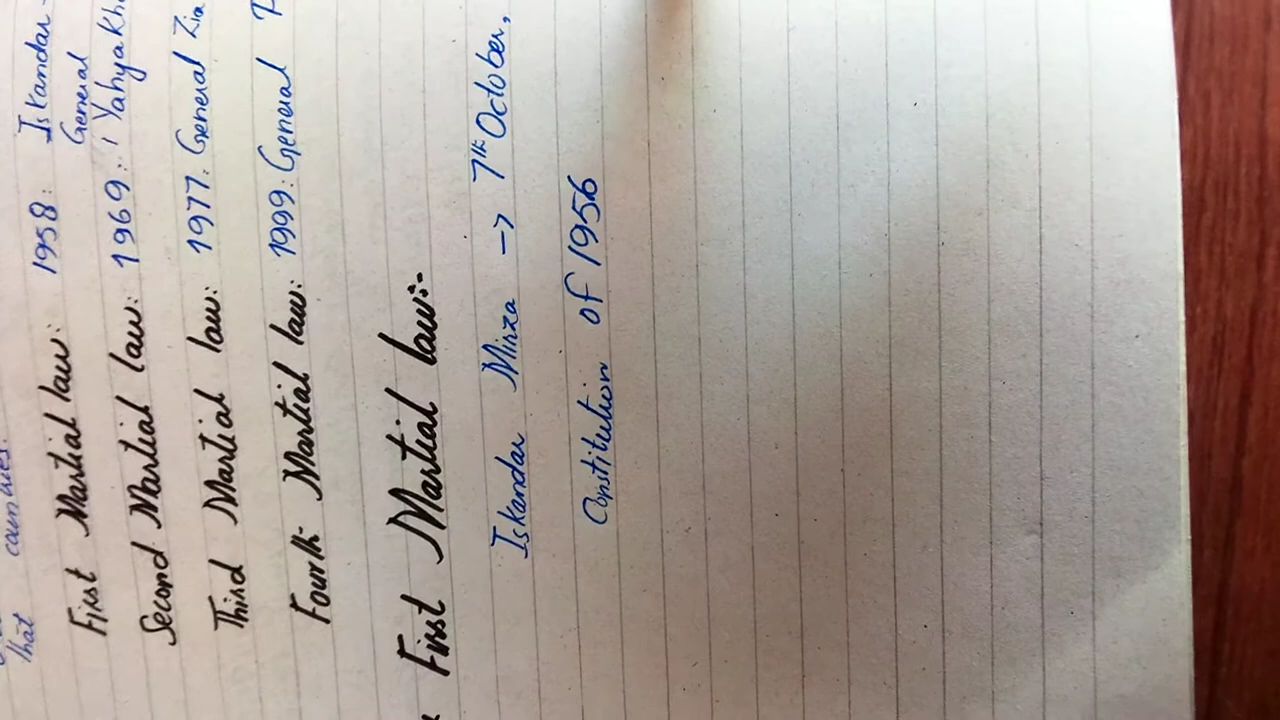 that countries.
First Martial law: 1958: Iskandar
General
Second Martial law: 1969: Yahya
Third Martial law: 1977: General Zia
Fourth Martial law: 1999: General
First Martial law:-
Iskandar Mirza -> 7th October,
Constitution of 1956